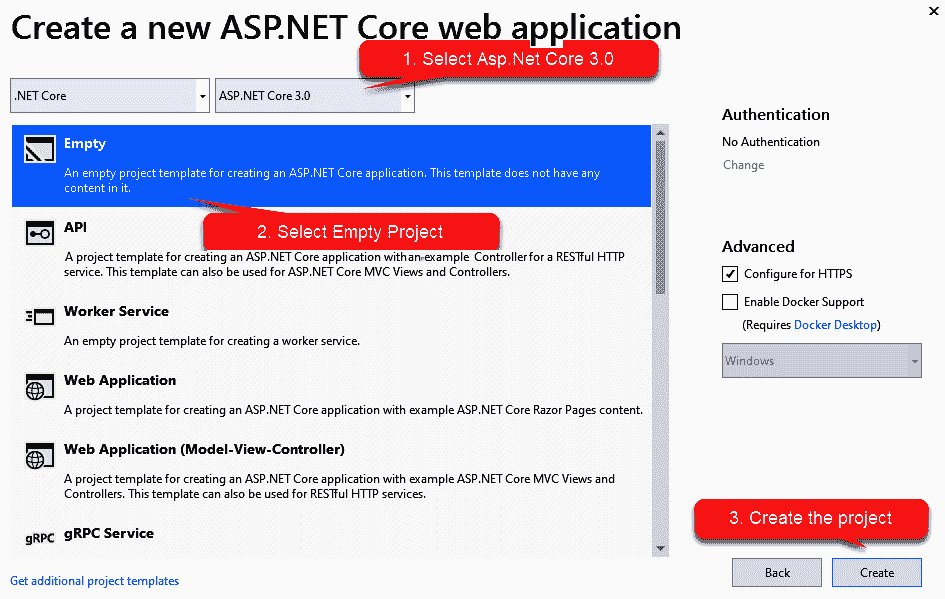 Create a new ASP.NET Core web application
1. Select Asp.Net Core 3.0
.NET Core
ASP.NET Core 3.0
Empty
An empty project template for creating an ASP.NET Core application. This template does not have any
content in it.
2. Select Empty Project
API
A project template for creating an ASP.NET Core application with an example Controller for a RESTful HTTP
service. This template can also be used for ASP.NET Core MVC Views and Controllers.
Worker Service
An empty project template for creating a worker service.
Web Application
A project template for creating an ASP.NET Core application with example ASP.NET Core Razor Pages content.
Web Application (Model-View-Controller)
A project template for creating an ASP.NET Core application with example ASP.NET Core MVC Views and
Controllers. This template can also be used for RESTful HTTP services.
gRPC
gRPC Service
Get additional project templates
Authentication
No Authentication
Change
Advanced
Configure for HTTPS
Enable Docker Support
(Requires Docker Desktop)
Windows
3. Create the project
Back
Create